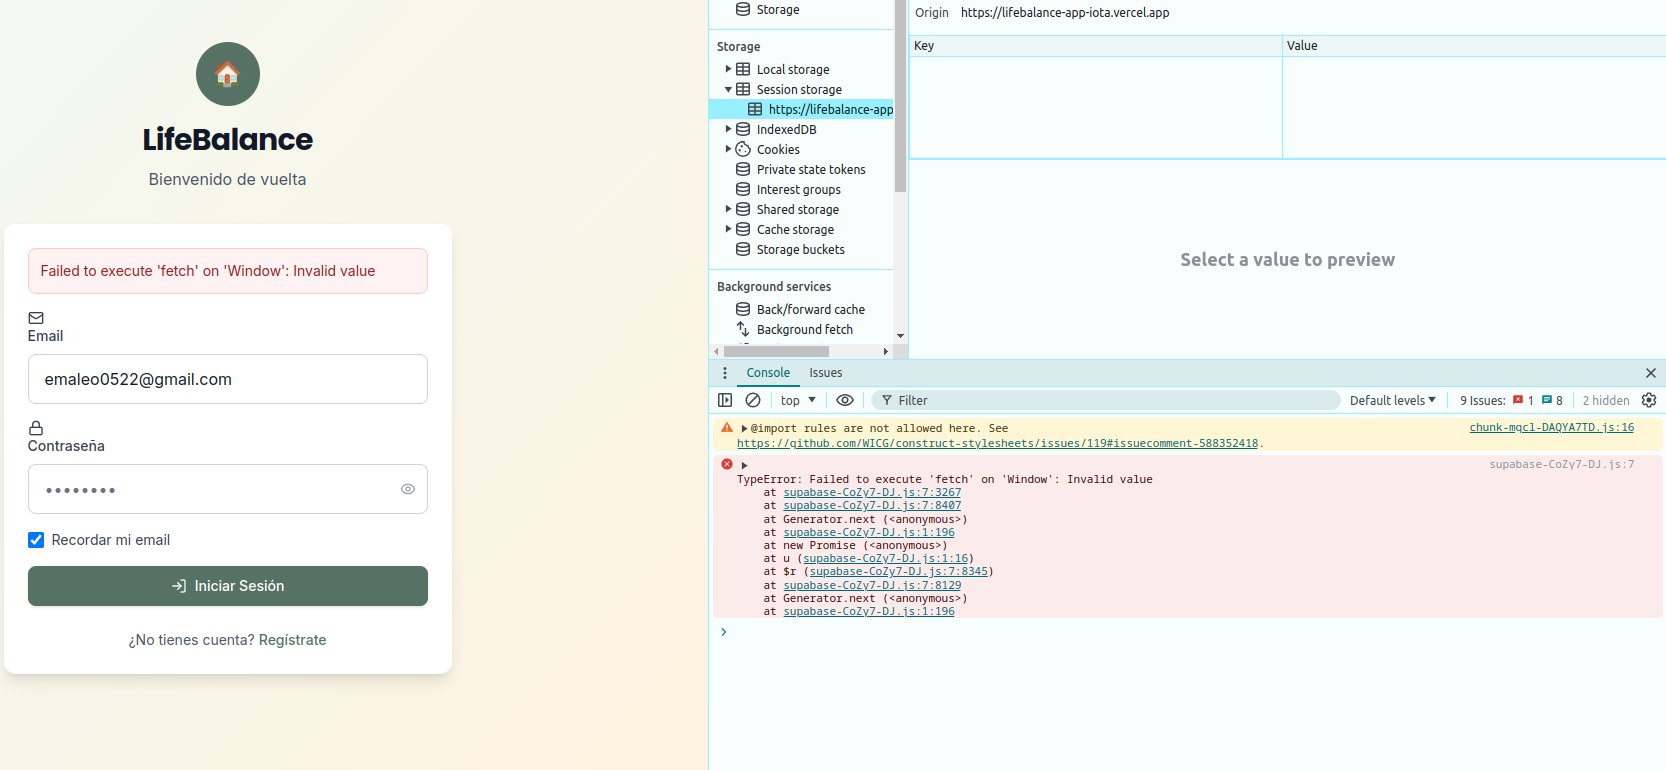 LifeBalance
Bienvenido de vuelta
Failed to execute 'fetch' on 'Window': Invalid value
Email
emaleo0522@gmail.com
Contraseña
Recordar mi email
Iniciar Sesión
¿No tienes cuenta? Regístrate
Storage
Storage
Local storage
Session storage
https://lifebalance-app
IndexedDB
Cookies
Private state tokens
Interest groups
Shared storage
Cache storage
Storage buckets
Background services
Back/forward cache
Background fetch
Origin https://lifebalance-app-iota.vercel.app
Key Value
Select a value to preview
Console Issues
top Filter Default levels 9 Issues: 1 8 2 hidden
@import rules are not allowed here. See chunk-mgcl-DAQYA7TD.js:16
https://github.com/WICG/construct-stylesheets/issues/119#issuecomment-588352418.
supabase-CoZy7-DJ.js:7
TypeError: Failed to execute 'fetch' on 'Window': Invalid value
at supabase-CoZy7-DJ.js:7:3267
at supabase-CoZy7-DJ.js:7:8407
at Generator.next (<anonymous>)
at supabase-CoZy7-DJ.js:1:196
at new Promise (<anonymous>)
at u (supabase-CoZy7-DJ.js:1:16)
at $r (supabase-CoZy7-DJ.js:7:8345)
at supabase-CoZy7-DJ.js:7:8129
at Generator.next (<anonymous>)
at supabase-CoZy7-DJ.js:1:196